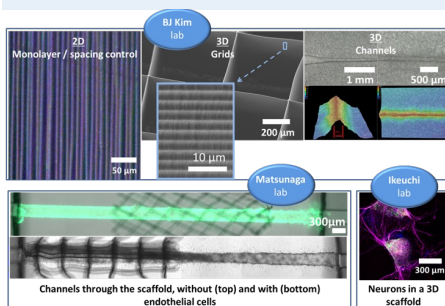 BJ Kim
lab
2D
Monolayer / spacing control
50 µm
3D
Grids
200 µm
10 µm
3D
Channels
1 mm
500 µm
Matsunaga
lab
300µm
Channels through the scaffold, without (top) and with (bottom)
endothelial cells
Ikeuchi
lab
300 µm
Neurons in a 3D
scaffold